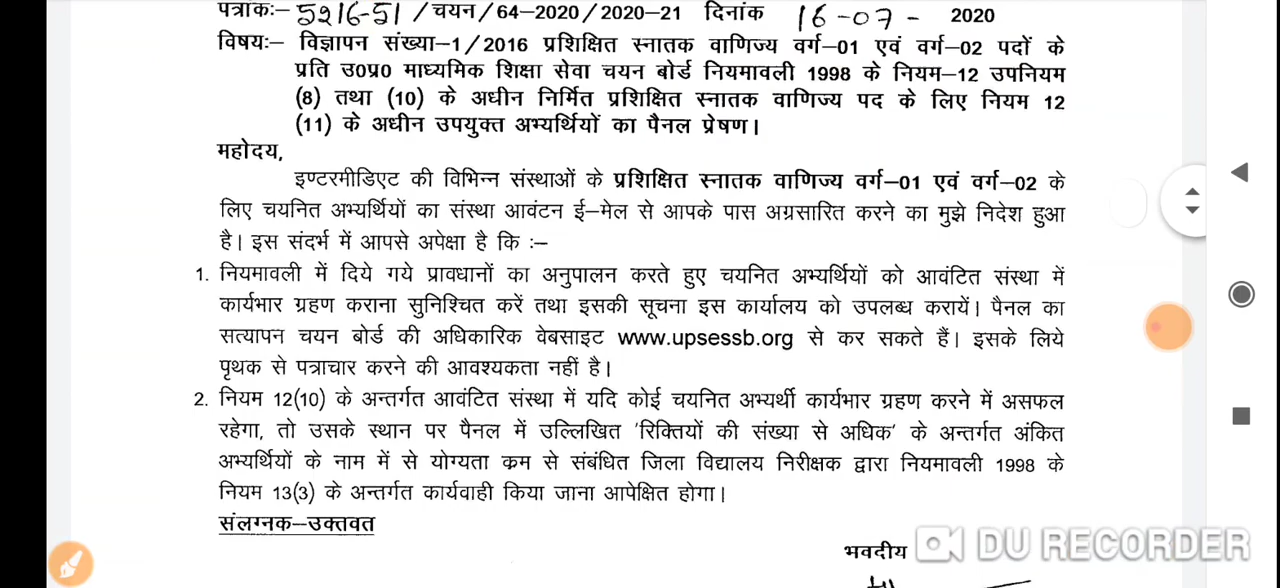 पत्रांकः- 5216-51 /चयन/64-2020/2020-21 दिनांक 16-07- 2020
विषयः- विज्ञापन संख्या-1/2016 प्रशिक्षित स्नातक वाणिज्य वर्ग-01 एवं वर्ग-02 पदों के
प्रति उ0प्र0 माध्यमिक शिक्षा सेवा चयन बोर्ड नियमावली 1998 के नियम-12 उपनियम
(8) तथा (10) के अधीन निर्मित प्रशिक्षित स्नातक वाणिज्य पद के लिए नियम 12
(11) के अधीन उपयुक्त अभ्यर्थियों का पैनल प्रेषण।
महोदय,
इण्टरमीडिएट की विभिन्न संस्थाओं के प्रशिक्षित स्नातक वाणिज्य वर्ग-01 एवं वर्ग-02 के
लिए चयनित अभ्यर्थियों का संस्था आवंटन ई-मेल से आपके पास अग्रसारित करने का मुझे निदेश हुआ
है। इस संदर्भ में आपसे अपेक्षा है कि :-
1. नियमावली में दिये गये प्रावधानों का अनुपालन करते हुए चयनित अभ्यर्थियों को आवंटित संस्था में
कार्यभार ग्रहण कराना सुनिश्चित करें तथा इसकी सूचना इस कार्यालय को उपलब्ध करायें। पैनल का
सत्यापन चयन बोर्ड की अधिकारिक वेबसाइट www.upsessb.org से कर सकते हैं। इसके लिये
पृथक से पत्राचार करने की आवश्यकता नहीं है।
2. नियम 12(10) के अन्तर्गत आवंटित संस्था में यदि कोई चयनित अभ्यर्थी कार्यभार ग्रहण करने में असफल
रहेगा, तो उसके स्थान पर पैनल में उल्लिखित 'रिक्तियों की संख्या से अधिक' के अन्तर्गत अंकित
अभ्यर्थियों के नाम में से योग्यता क्रम से संबंधित जिला विद्यालय निरीक्षक द्वारा नियमावली 1998 के
नियम 13(3) के अन्तर्गत कार्यवाही किया जाना आपेक्षित होगा।
संलग्नक-उक्तवत
भवदीय
DU RECORDER